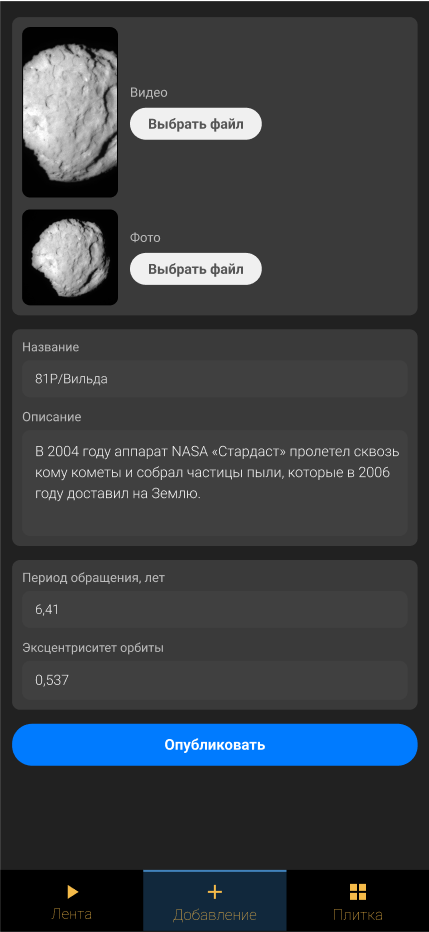 Видео
Выбрать файл
Фото
Выбрать файл
Название
81P/Вильда
Описание
В 2004 году аппарат NASA «Стардаст» пролетел сквозь
кому кометы и собрал частицы пыли, которые в 2006
году доставил на Землю.
Период обращения, лет
6,41
Эксцентриситет орбиты
0,537
Опубликовать
Лента
Добавление
Плитка